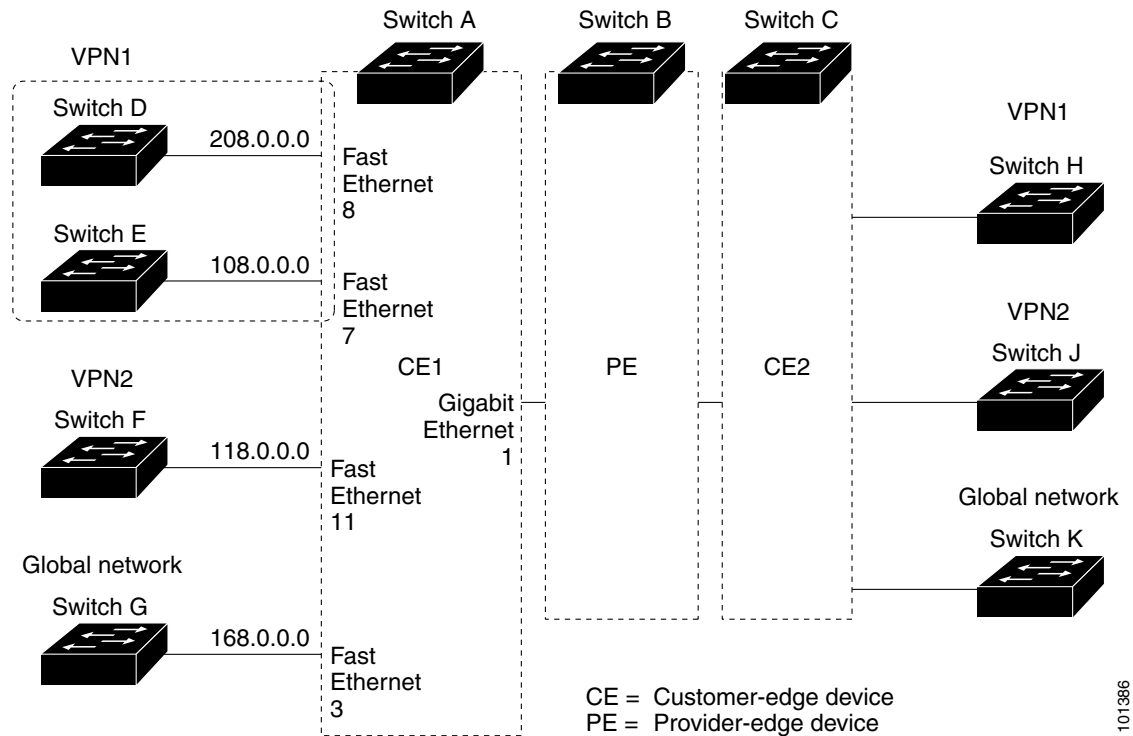 Switch A
Switch B
Switch C
VPN1
Switch D
208.0.0.0
Fast
Ethernet
8
Switch E
108.0.0.0
Fast
Ethernet
7
VPN2
Switch F
118.0.0.0
Fast
Ethernet
11
Global network
Switch G
168.0.0.0
Fast
Ethernet
3
CE1
Gigabit
Ethernet
1
PE
CE2
VPN1
Switch H
VPN2
Switch J
Global network
Switch K
CE = Customer-edge device
PE = Provider-edge device
101386